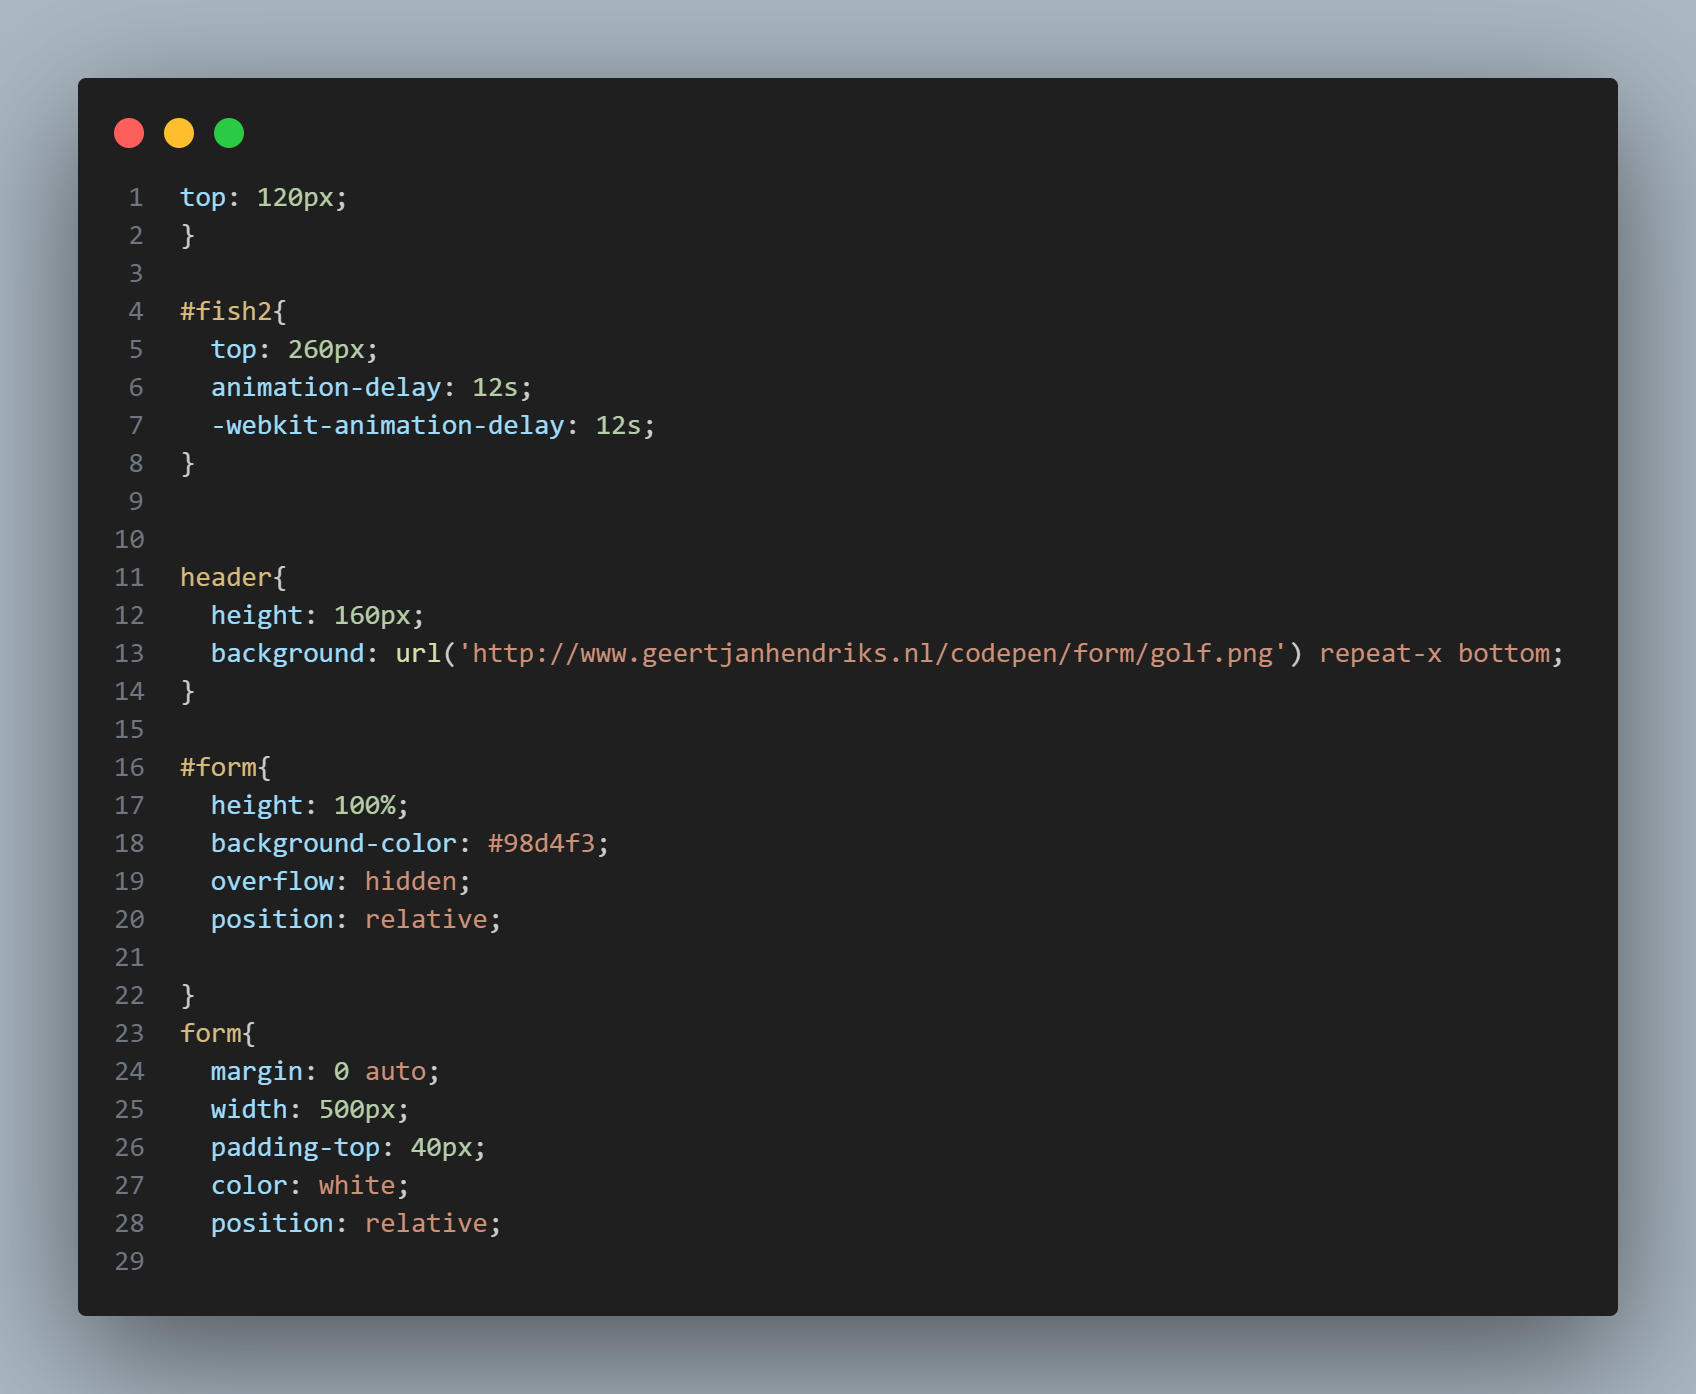 1 top: 120px;
2 }
3
4 #fish2{
5   top: 260px;
6   animation-delay: 12s;
7   -webkit-animation-delay: 12s;
8 }
9
10
11 header{
12   height: 160px;
13   background: url('http://www.geertjanhendriks.nl/codepen/form/golf.png') repeat-x bottom;
14 }
15
16 #form{
17   height: 100%;
18   background-color: #98d4f3;
19   overflow: hidden;
20   position: relative;
21
22 }
23 form{
24   margin: 0 auto;
25   width: 500px;
26   padding-top: 40px;
27   color: white;
28   position: relative;
29